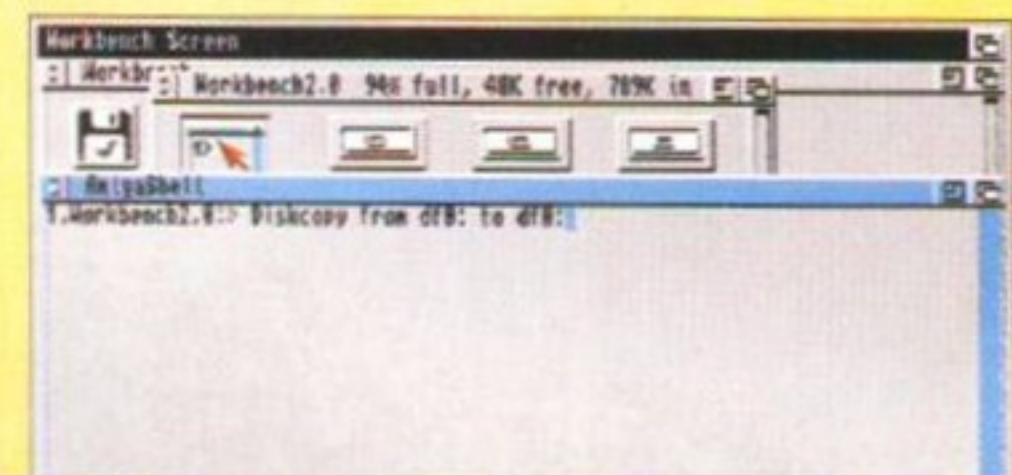 Workbench Screen
Workbench
Workbench2.0 94% full, 48K free, 789K in
AmigaShell
1.Workbench2.0:> Diskcopy from df0: to df0: